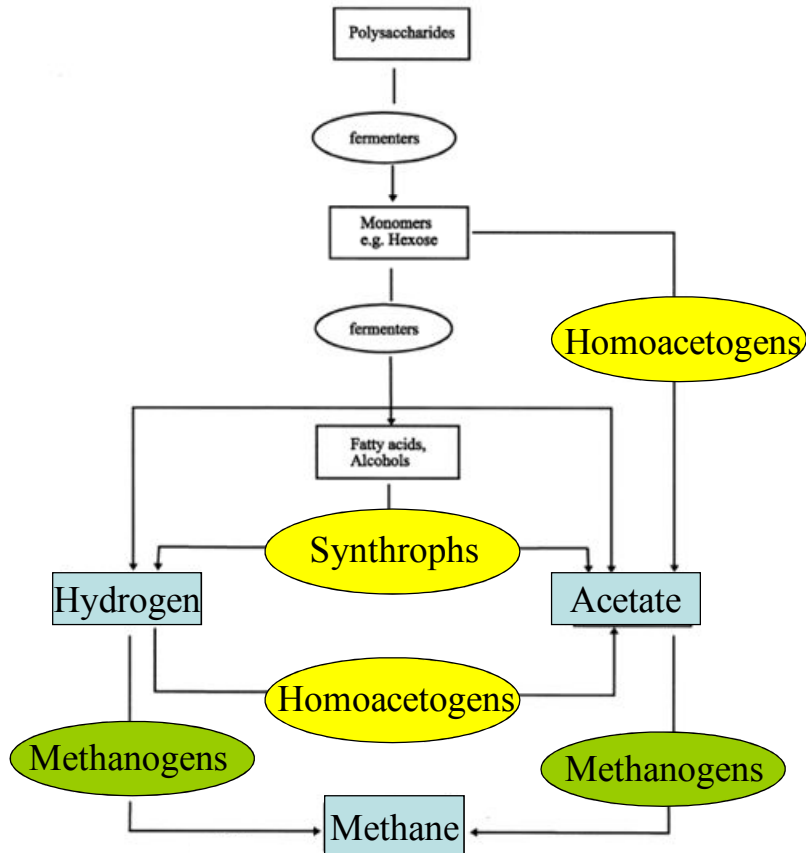 Polysaccharides
fermenters
Monomers
e.g. Hexose
fermenters
Homoacetogens
Fatty acids,
Alcohols
Synthrophs
Hydrogen
Acetate
Homoacetogens
Methanogens
Methanogens
Methane